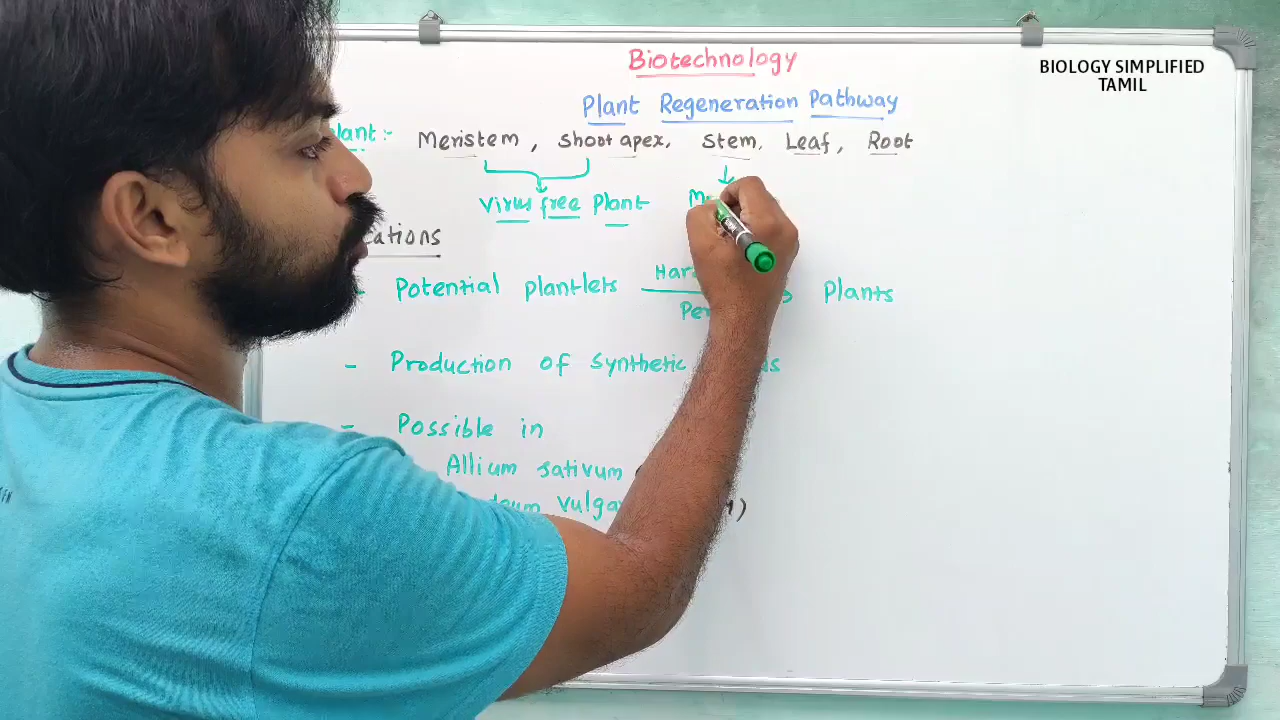 Biotechnology
BIOLOGY SIMPLIFIED
TAMIL
Plant Regeneration Pathway
Meristem, Shoot apex, Stem, Leaf, Root
Virus free Plant
- Potential plantlets Plants
- Production of synthetic
- Possible in
Allium sativum